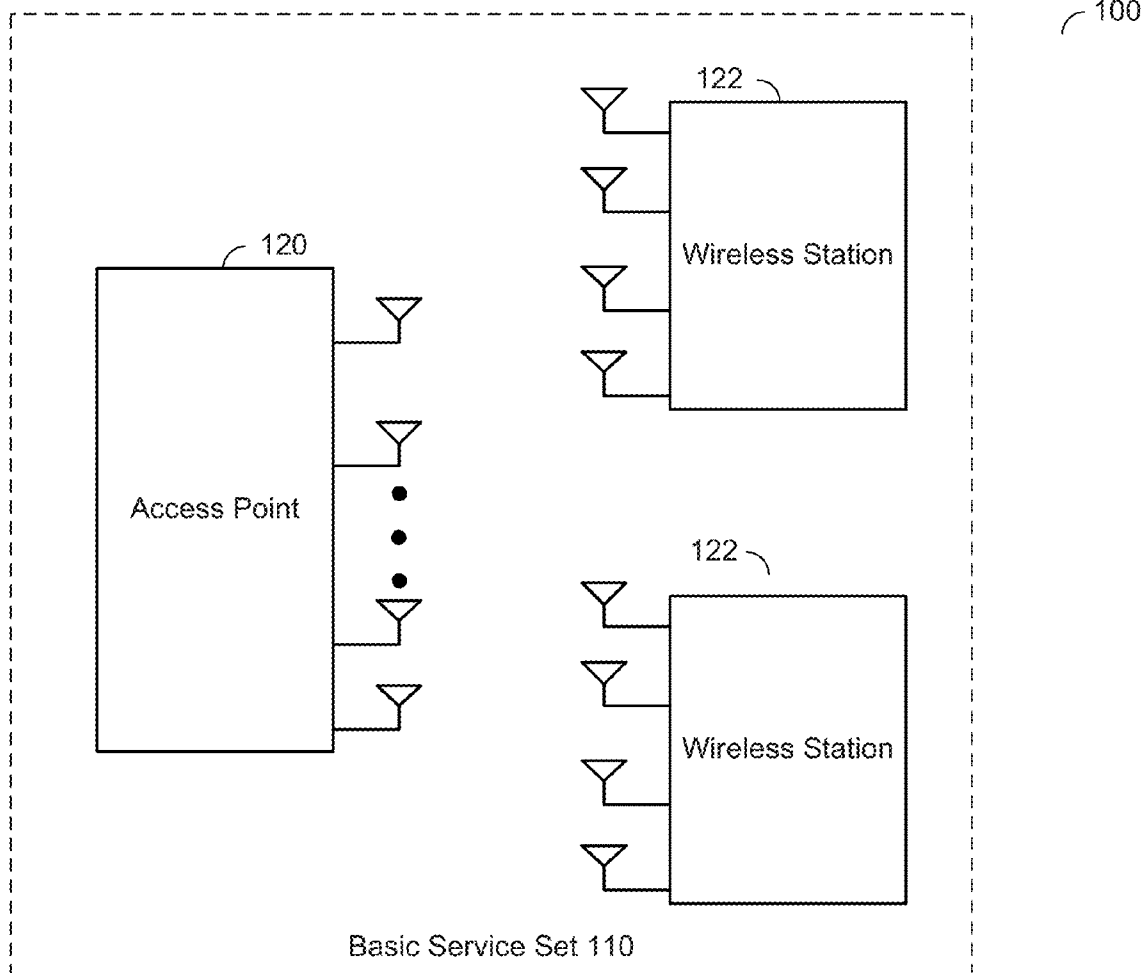 100
122
Wireless Station
120
Access Point
122
Wireless Station
Basic Service Set 110